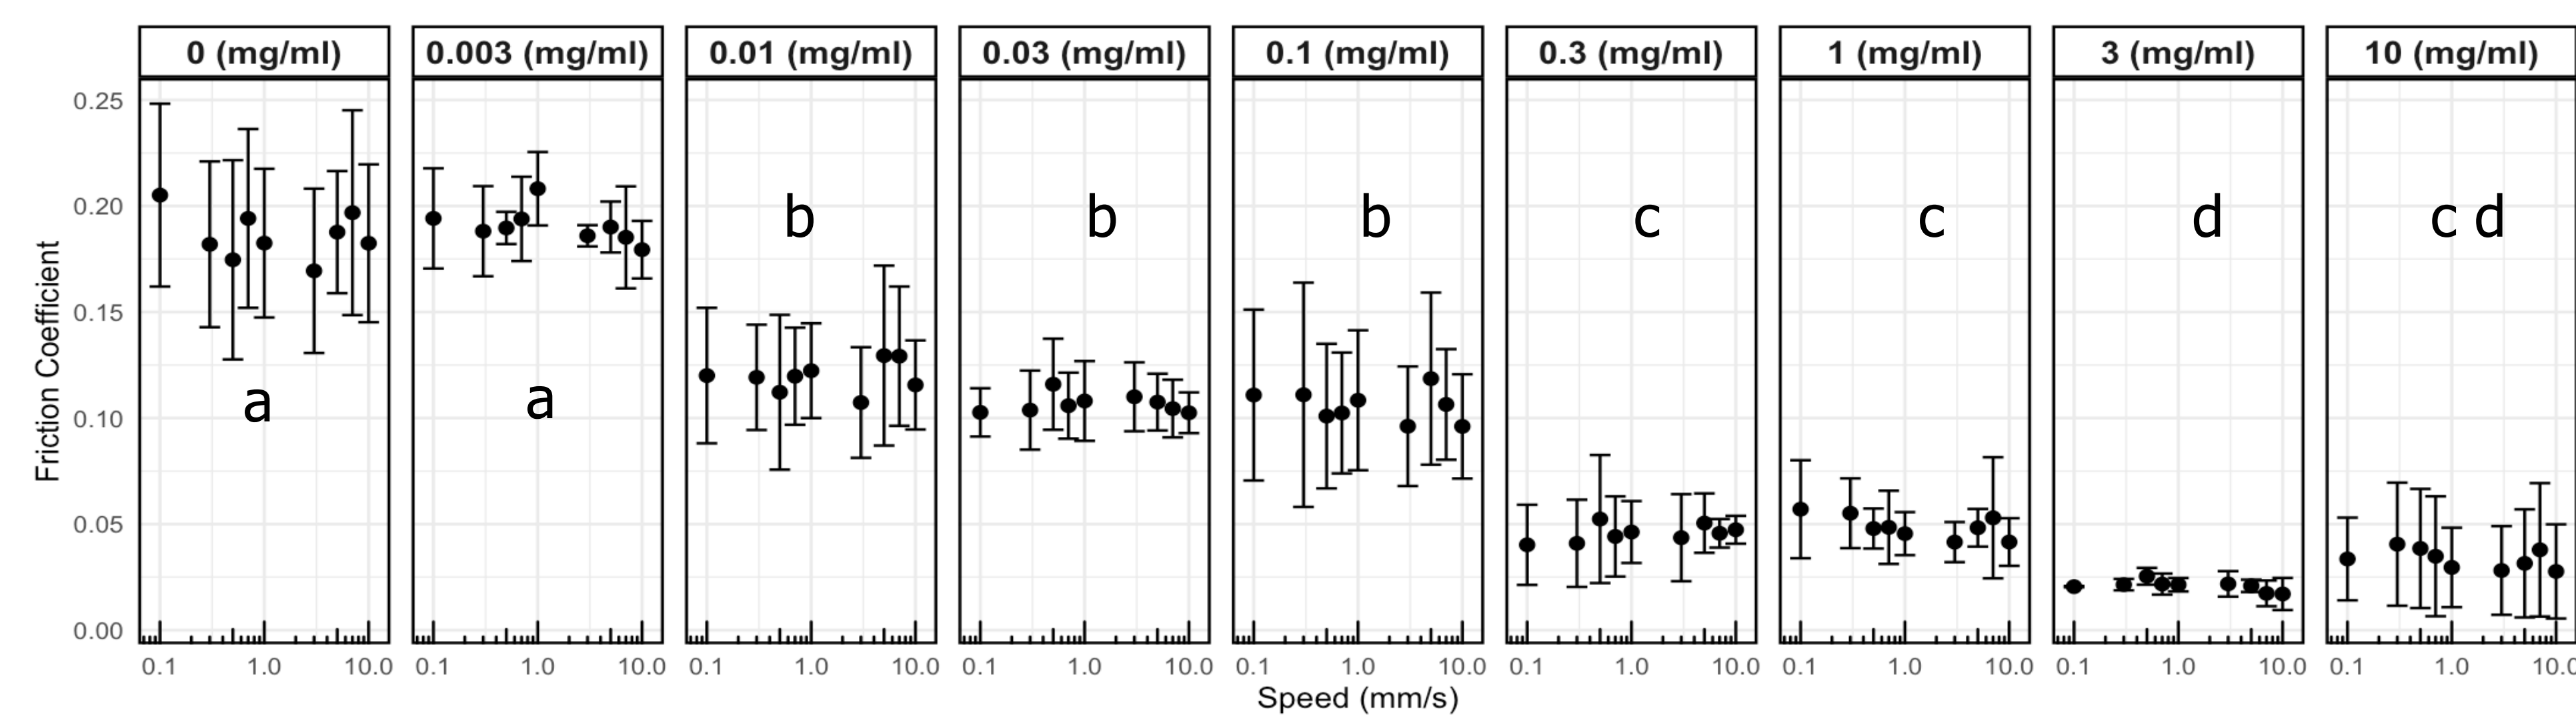 0 (mg/ml) 0.003 (mg/ml) 0.01 (mg/ml) 0.03 (mg/ml) 0.1 (mg/ml) 0.3 (mg/ml) 1 (mg/ml) 3 (mg/ml) 10 (mg/ml)
Friction Coefficient
0.25
0.20
0.15
0.10
0.05
0.00
a a b b b c c d c d
0.1 1.0 10.0 0.1 1.0 10.0 0.1 1.0 10.0 0.1 1.0 10.0 0.1 1.0 10.0 0.1 1.0 10.0 0.1 1.0 10.0 0.1 1.0 10.0 0.1 1.0 10.0
Speed (mm/s)